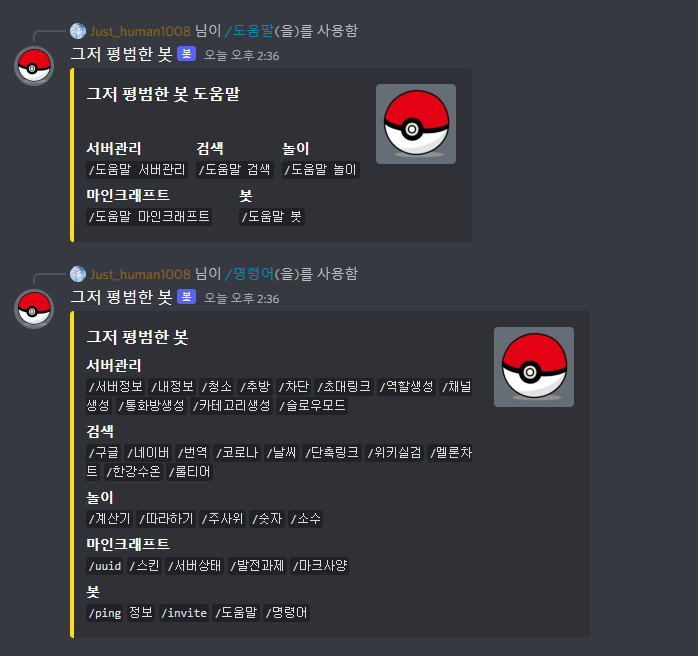 Just_human1008 님이 /도움말(을)를 사용함
그저 평범한 봇 봇 오늘 오후 2:36
그저 평범한 봇 도움말
서버관리 검색 놀이
/도움말 서버관리 /도움말 검색 /도움말 놀이
마인크래프트 봇
/도움말 마인크래프트 /도움말 봇
Just_human1008 님이 /명령어(을)를 사용함
그저 평범한 봇 봇 오늘 오후 2:36
그저 평범한 봇
서버관리
/서버정보 /내정보 /청소 /추방 /차단 /초대링크 /역할생성 /채널
생성 /통화방생성 /카테고리생성 /슬로우모드
검색
/구글 /네이버 /번역 /코로나 /날씨 /단축링크 /위키실검 /멜론차
트 /한강수온 /롤티어
놀이
/계산기 /따라하기 /주사위 /숫자 /소수
마인크래프트
/uuid /스킨 /서버상태 /발전과제 /마크사양
봇
/ping 정보 /invite /도움말 /명령어